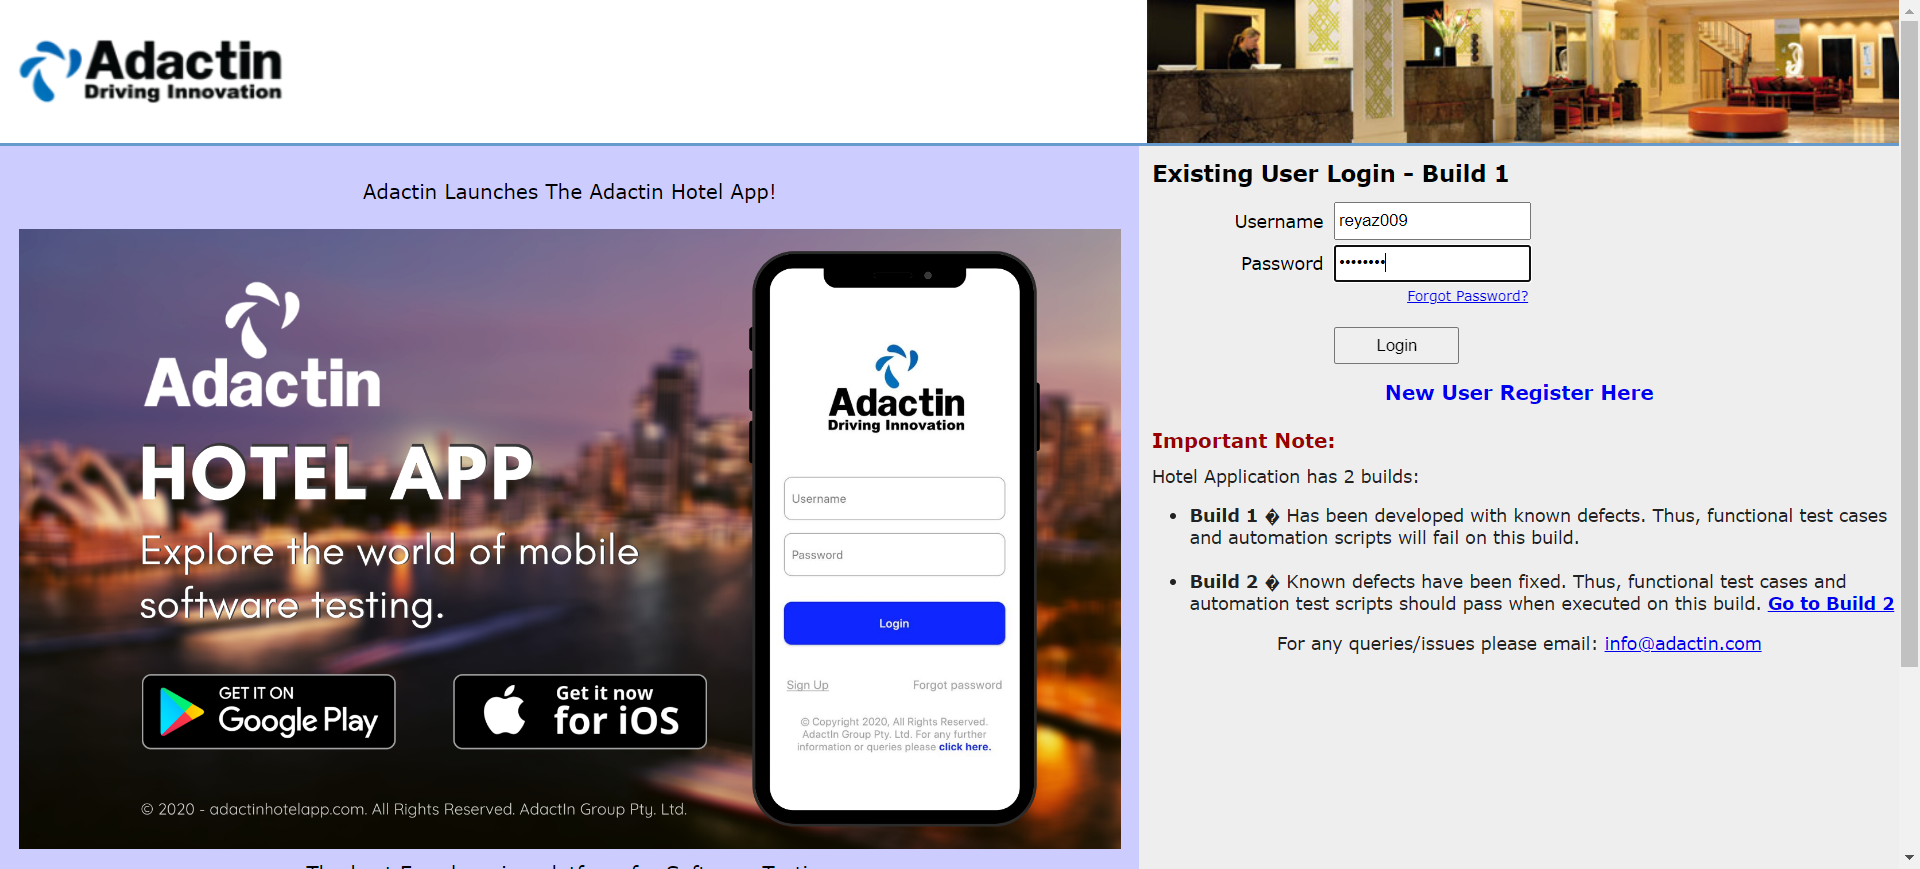 Adactin
Driving Innovation
Adactin Launches The Adactin Hotel App!
Adactin
HOTEL APP
Explore the world of mobile
software testing.
GET IT ON
Google Play
Get it now
for iOS
© 2020 - adactinhotelapp.com. All Rights Reserved. AdactIn Group Pty. Ltd.
Adactin
Driving Innovation
Username
Password
Login
Sign Up Forgot password
© Copyright 2020, All Rights Reserved.
AdactIn Group Pty. Ltd. For any further
information or queries please click here.
Existing User Login - Build 1
Username reyaz009
Password ••••••••
Forgot Password?
Login
New User Register Here
Important Note:
Hotel Application has 2 builds:
• Build 1 � Has been developed with known defects. Thus, functional test cases
and automation scripts will fail on this build.
• Build 2 � Known defects have been fixed. Thus, functional test cases and
automation test scripts should pass when executed on this build. Go to Build 2
For any queries/issues please email: info@adactin.com